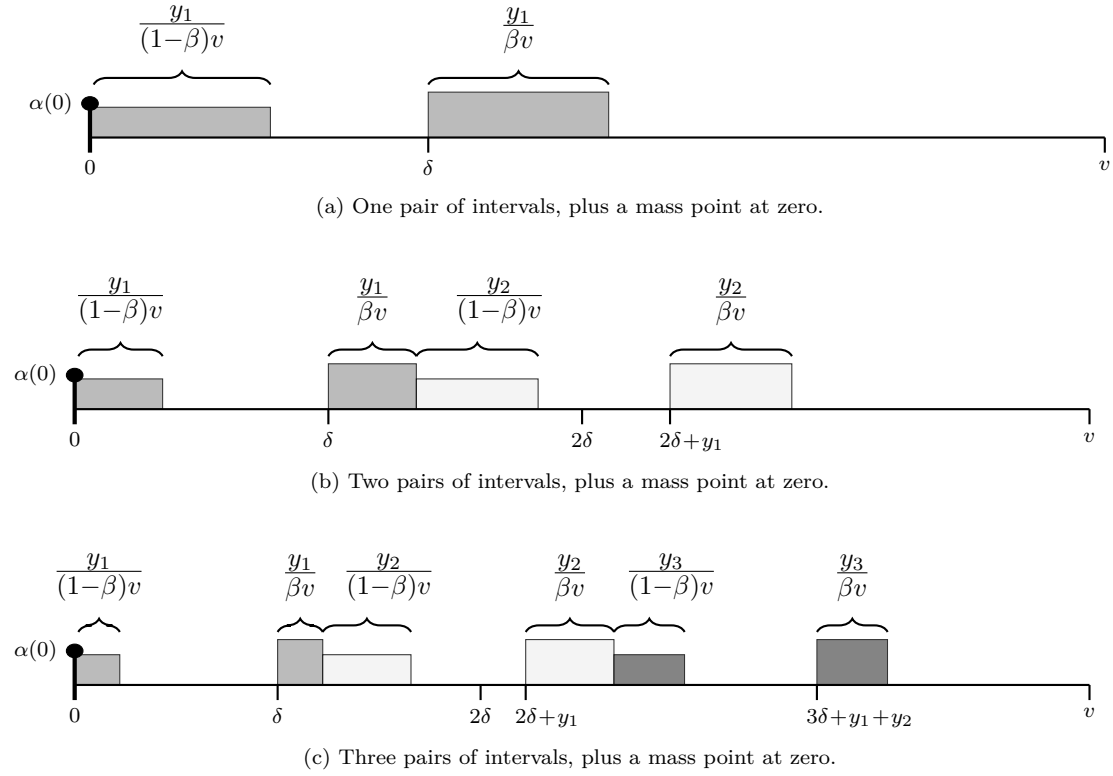 y₁/((1−β)v) y₁/(βv)
α(0)
0 δ v
(a) One pair of intervals, plus a mass point at zero.
y₁/((1−β)v) y₁/(βv) y₂/((1−β)v) y₂/(βv)
α(0)
0 δ 2δ 2δ+y₁ v
(b) Two pairs of intervals, plus a mass point at zero.
y₁/((1−β)v) y₁/(βv) y₂/((1−β)v) y₂/(βv) y₃/((1−β)v) y₃/(βv)
α(0)
0 δ 2δ 2δ+y₁ 3δ+y₁+y₂ v
(c) Three pairs of intervals, plus a mass point at zero.